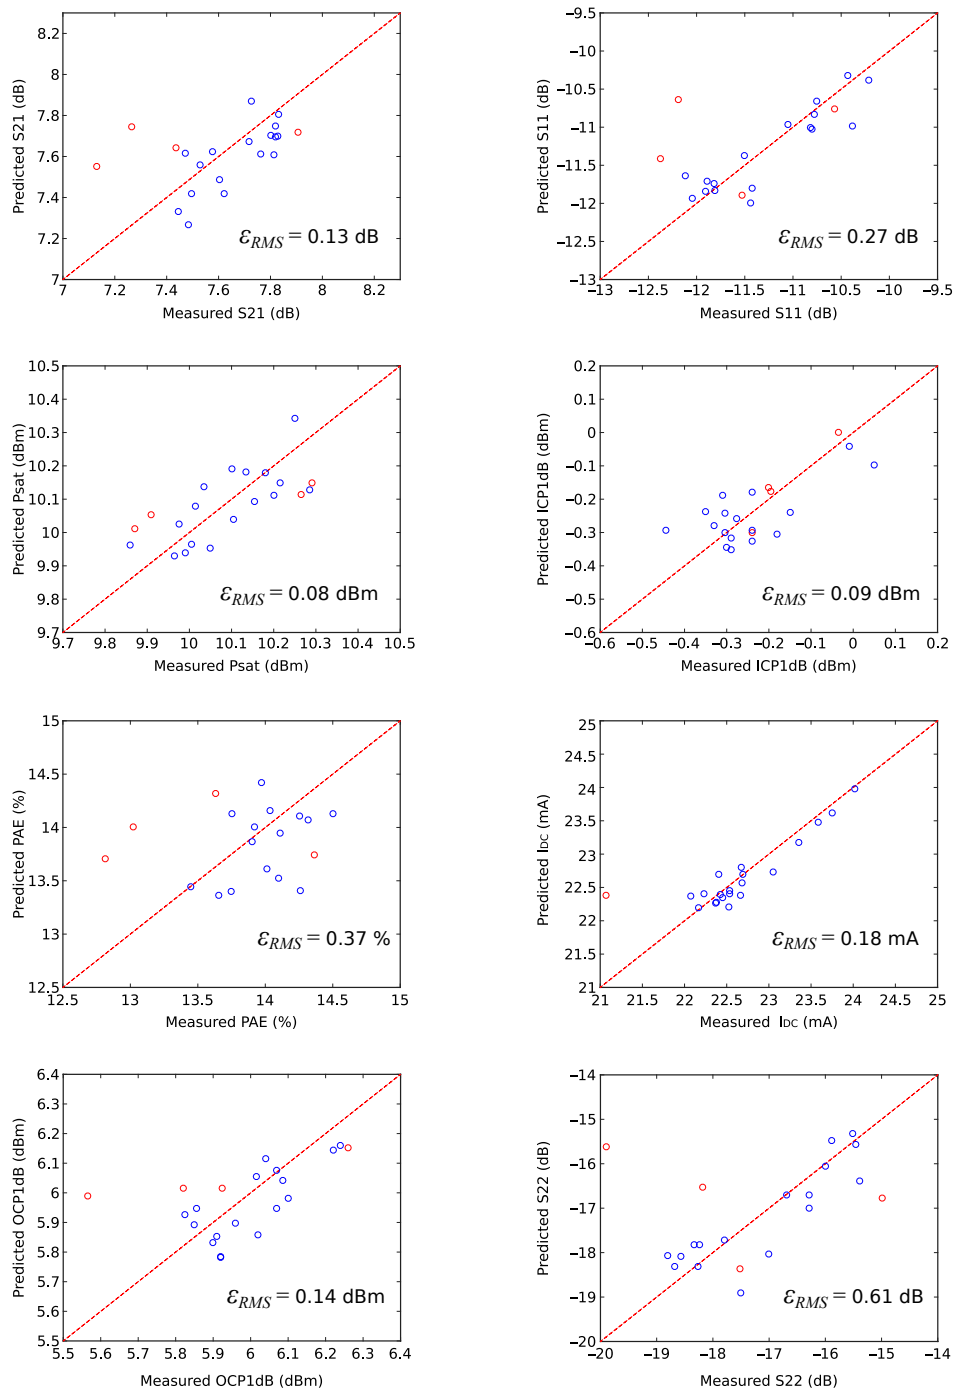 8.2
8
7.8
7.6
7.4
7.2
7
Predicted S21 (dB)
εRMS = 0.13 dB
7 7.2 7.4 7.6 7.8 8 8.2
Measured S21 (dB)
−9.5
−10
−10.5
−11
−11.5
−12
−12.5
−13
Predicted S11 (dB)
εRMS = 0.27 dB
−13 −12.5 −12 −11.5 −11 −10.5 −10 −9.5
Measured S11 (dB)
10.5
10.4
10.3
10.2
10.1
10
9.9
9.8
9.7
Predicted Psat (dBm)
εRMS = 0.08 dBm
9.7 9.8 9.9 10 10.1 10.2 10.3 10.4 10.5
Measured Psat (dBm)
0.2
0.1
0
−0.1
−0.2
−0.3
−0.4
−0.5
−0.6
Predicted ICP1dB (dBm)
εRMS = 0.09 dBm
−0.6 −0.5 −0.4 −0.3 −0.2 −0.1 0 0.1 0.2
Measured ICP1dB (dBm)
15
14.5
14
13.5
13
12.5
Predicted PAE (%)
εRMS = 0.37 %
12.5 13 13.5 14 14.5 15
Measured PAE (%)
25
24.5
24
23.5
23
22.5
22
21.5
21
Predicted IDC (mA)
εRMS = 0.18 mA
21 21.5 22 22.5 23 23.5 24 24.5 25
Measured IDC (mA)
6.4
6.3
6.2
6.1
6
5.9
5.8
5.7
5.6
5.5
Predicted OCP1dB (dBm)
εRMS = 0.14 dBm
5.5 5.6 5.7 5.8 5.9 6 6.1 6.2 6.3 6.4
Measured OCP1dB (dBm)
−14
−15
−16
−17
−18
−19
−20
Predicted S22 (dB)
εRMS = 0.61 dB
−20 −19 −18 −17 −16 −15 −14
Measured S22 (dB)